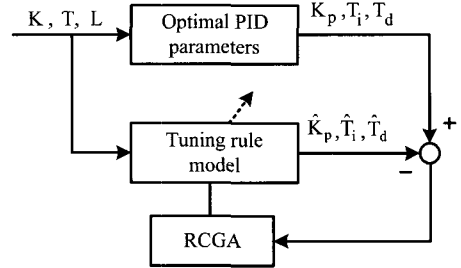 K, T, L
Optimal PID
parameters
Kp, Ti, Td
+
Tuning rule
model
K̂p, T̂i, T̂d
−
RCGA